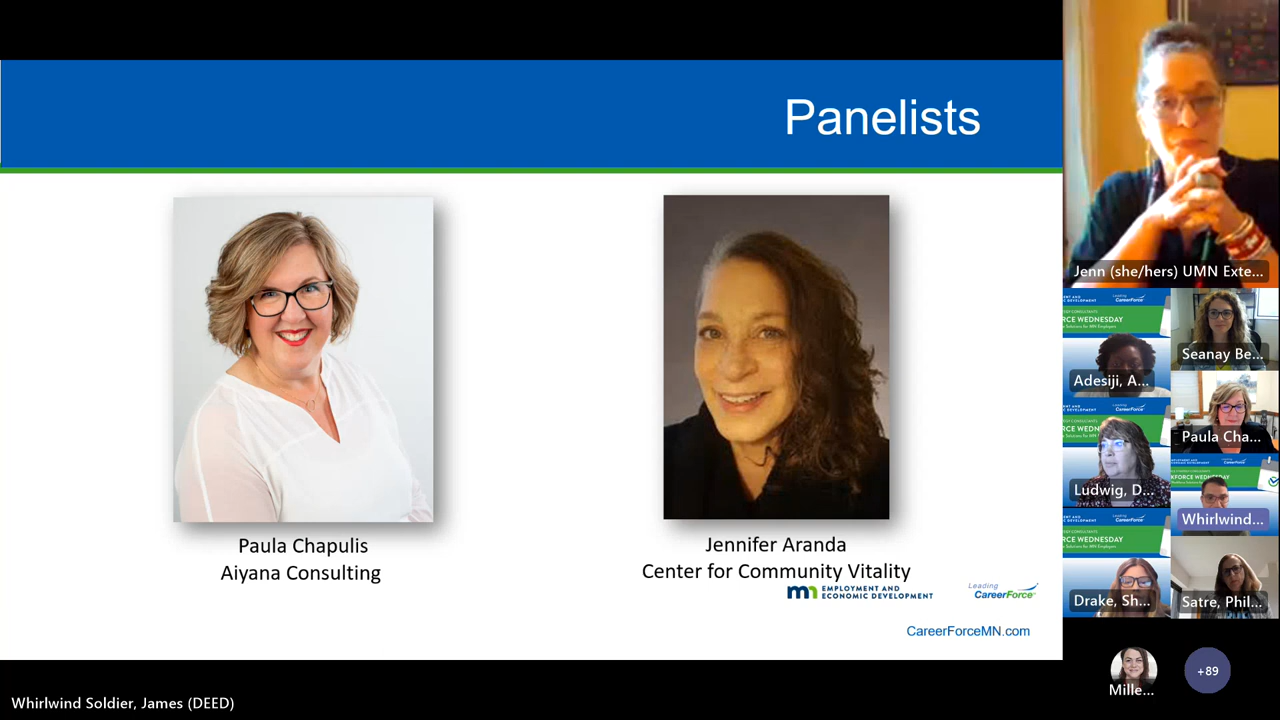 Panelists
Paula Chapulis
Aiyana Consulting
Jennifer Aranda
Center for Community Vitality
mn EMPLOYMENT AND
ECONOMIC DEVELOPMENT
Leading
CareerForce
CareerForceMN.com
Whirlwind Soldier, James (DEED)
Jenn (she/hers) UMN Exte...
Adesiji, A...
Seanay Be...
Ludwig, D...
Paula Cha...
Whirlwind...
Drake, Sh...
Satre, Phil...
Mille...
+89